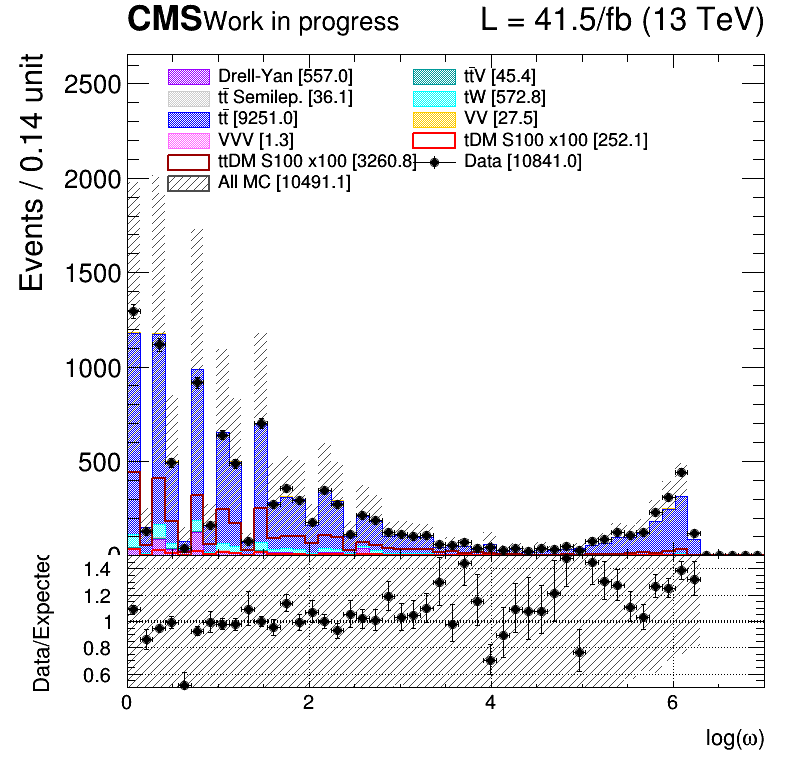 CMS Work in progress L = 41.5/fb (13 TeV)
Events / 0.14 unit
2500
2000
1500
1000
500
0
Drell-Yan [557.0]
tt̄ Semilep. [36.1]
tt̄ [9251.0]
VVV [1.3]
ttDM S100 x100 [3260.8]
All MC [10491.1]
tt̄V [45.4]
tW [572.8]
VV [27.5]
tDM S100 x100 [252.1]
Data [10841.0]
Data/Expected
1.4
1.2
1
0.8
0.6
0 2 4 6
log(ω)